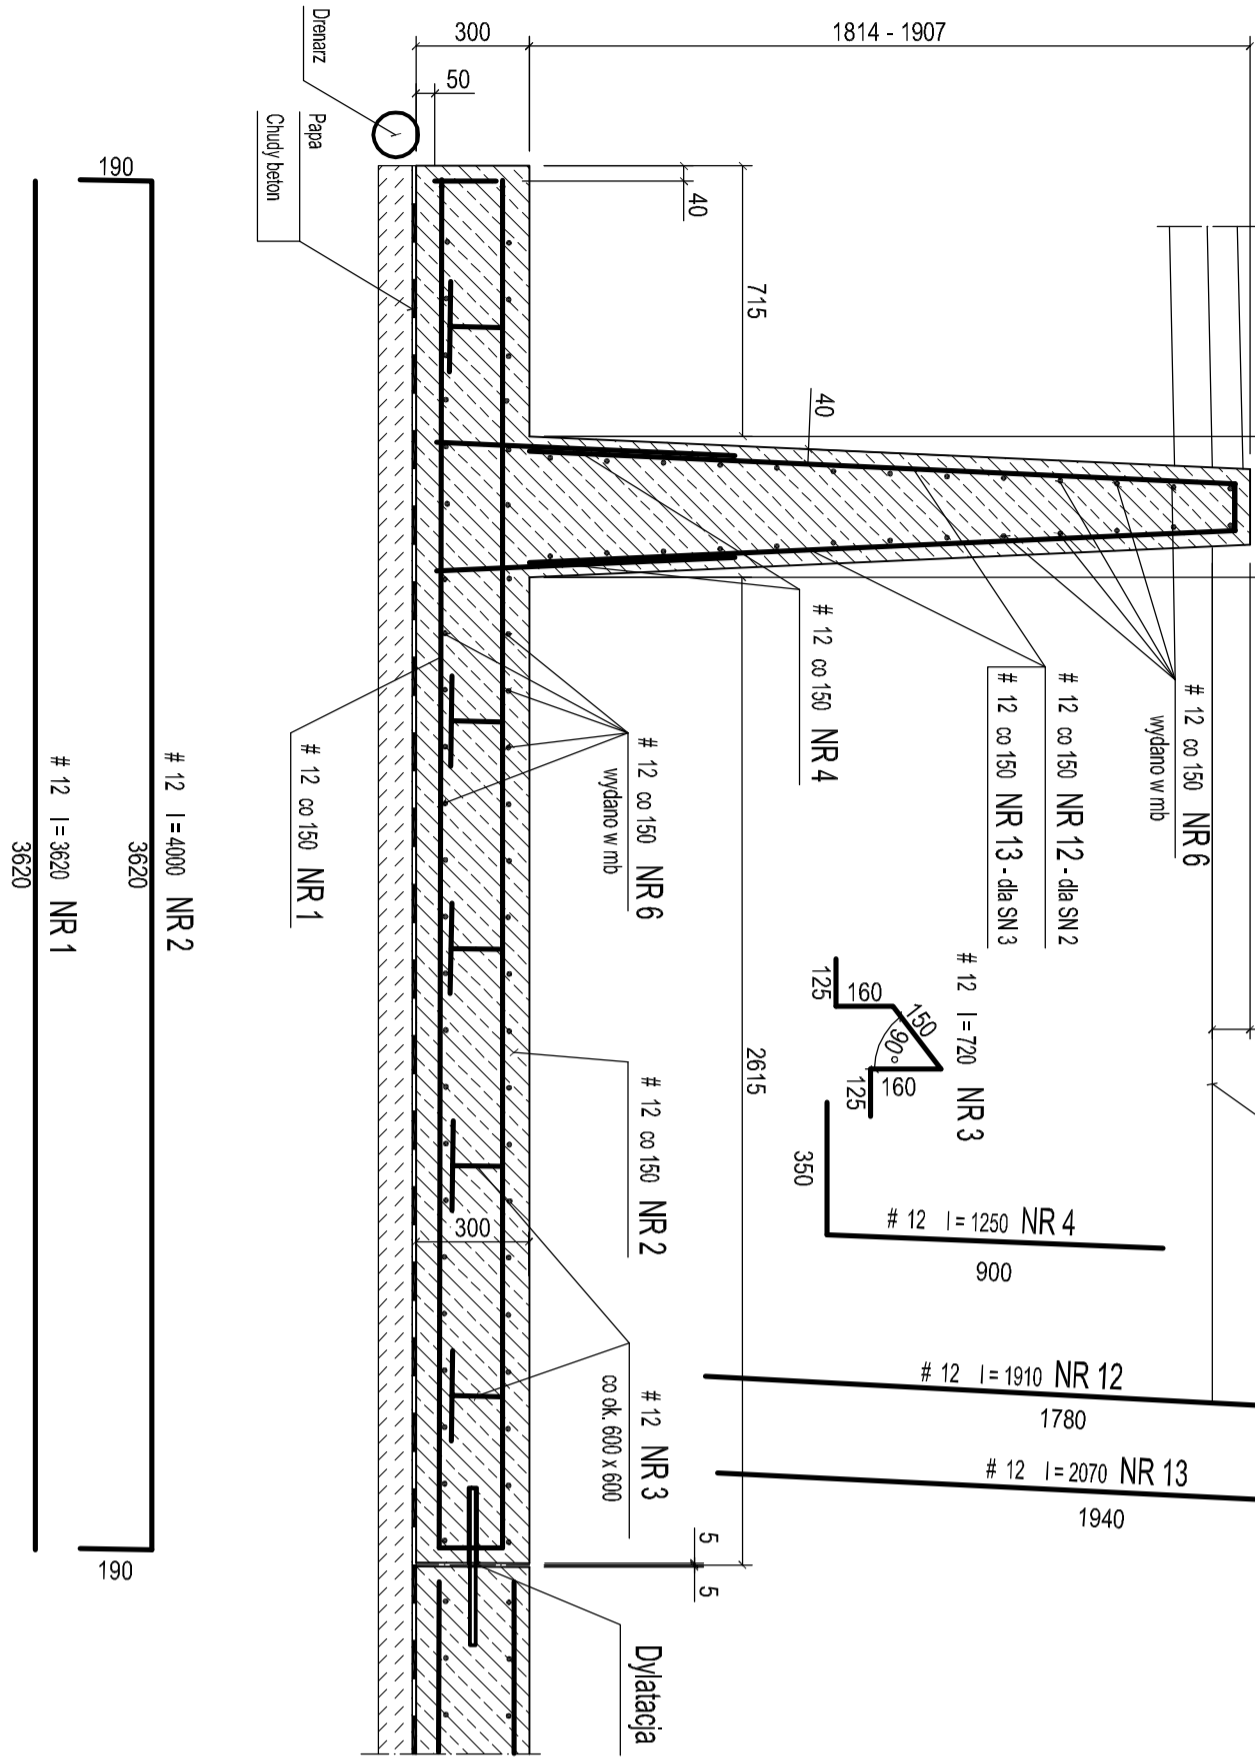 300
1814 - 1907
Drenarz
50
Papa
Chudy beton
190
40
715
40
# 12 co 150 NR 4
# 12 co 150 NR 12 - dla SN 2
# 12 co 150 NR 13 - dla SN 3
# 12 co 150 NR 6
wydano w mb
# 12 co 150 NR 6
wydano w mb
# 12 co 150 NR 1
# 12 l = 4000 NR 2
3620
# 12 l = 3620 NR 1
3620
# 12 l = 720 NR 3
125
160
150
90°
160
125
2615
# 12 co 150 NR 2
350
# 12 l = 1250 NR 4
900
300
# 12 NR 3
co ok. 600 x 600
# 12 l = 1910 NR 12
1780
# 12 l = 2070 NR 13
1940
5
5
190
Dylatacja